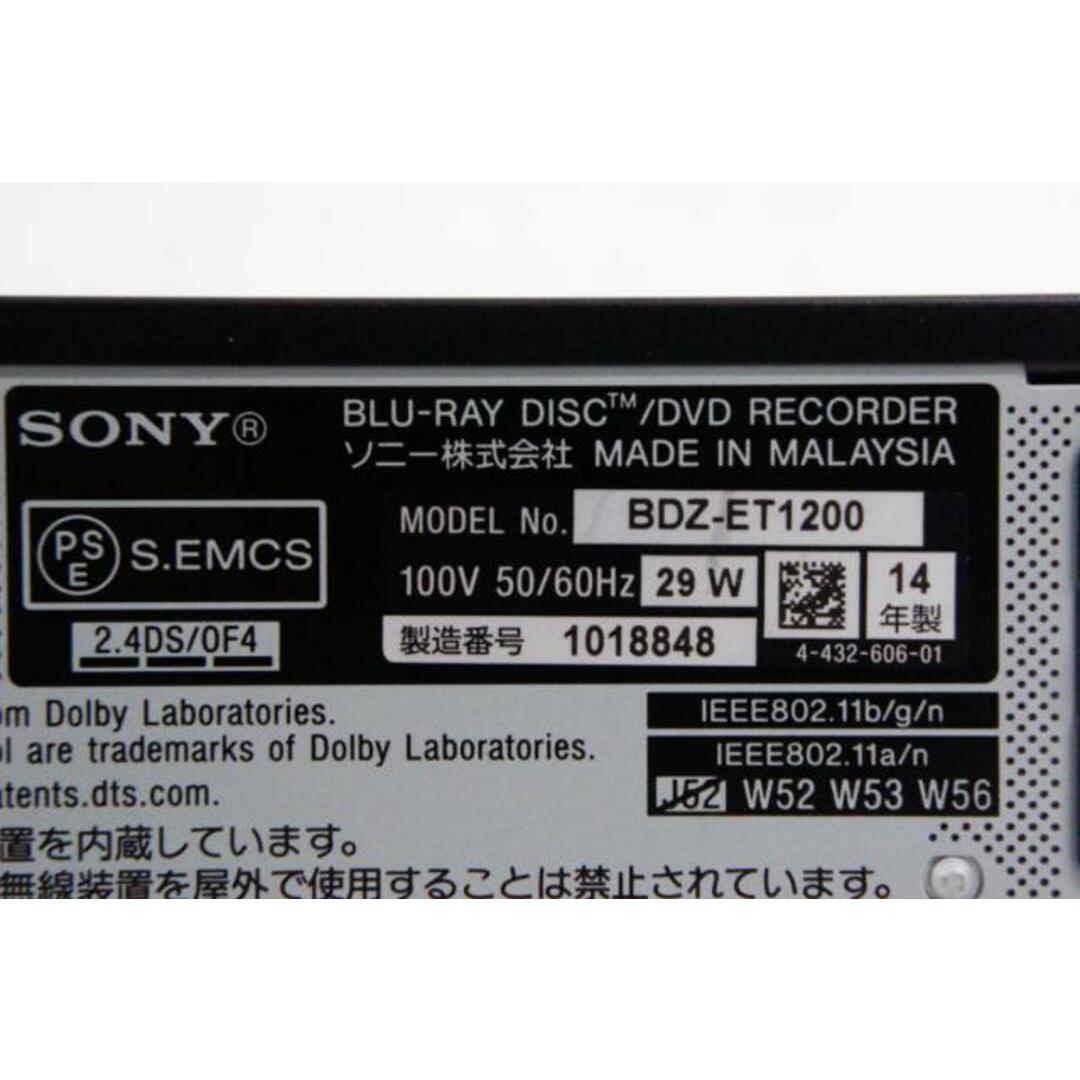 SONY®
BLU-RAY DISC™/DVD RECORDER
ソニー株式会社 MADE IN MALAYSIA
PSE S.EMCS
MODEL No. BDZ-ET1200
100V 50/60Hz 29 W
14年製
2.4DS/OF4
製造番号 1018848
4-432-606-01
om Dolby Laboratories.
ol are trademarks of Dolby Laboratories.
atents.dts.com.
置を内蔵しています。
無線装置を屋外で使用することは禁止されています。
IEEE802.11b/g/n
IEEE802.11a/n
J52 W52 W53 W56